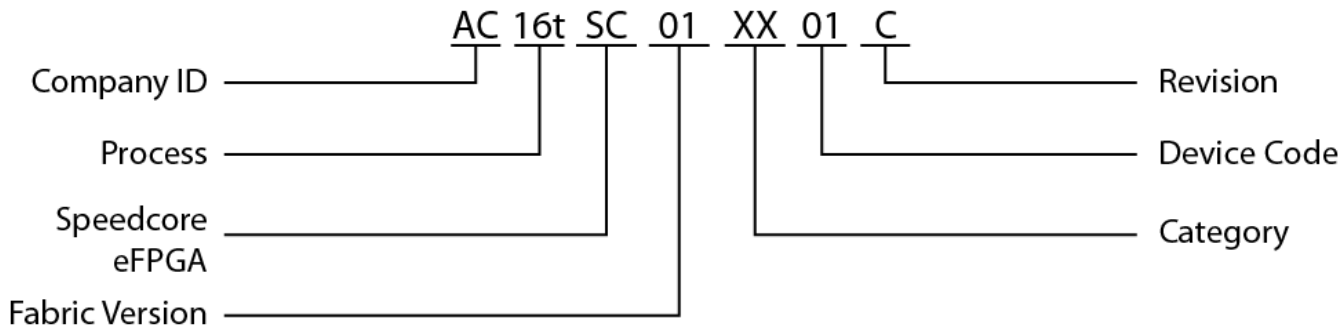 AC 16t SC 01 XX 01 C
Company ID
Revision
Process
Device Code
Speedcore
eFPGA
Category
Fabric Version